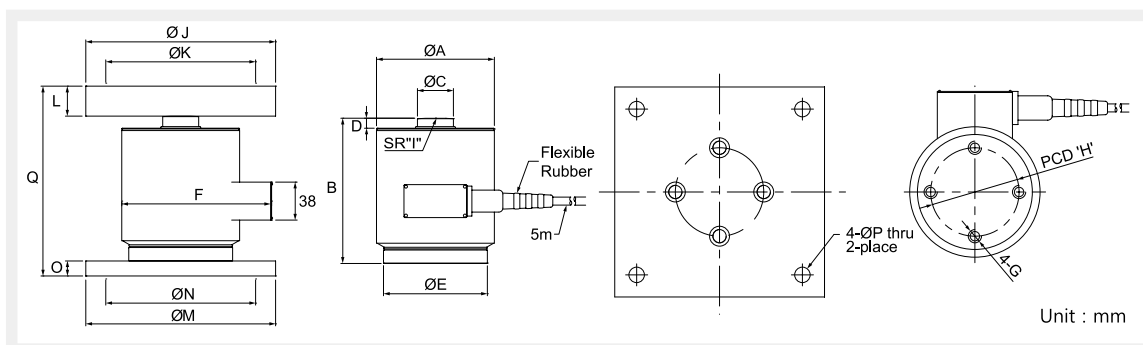 Ø J
ØK
L
Q
F
38
O
ØN
ØM
ØA
ØC
D
SR"I"
B
Flexible
Rubber
5m
ØE
4-ØP thru
2-place
PCD 'H'
4-G
Unit : mm